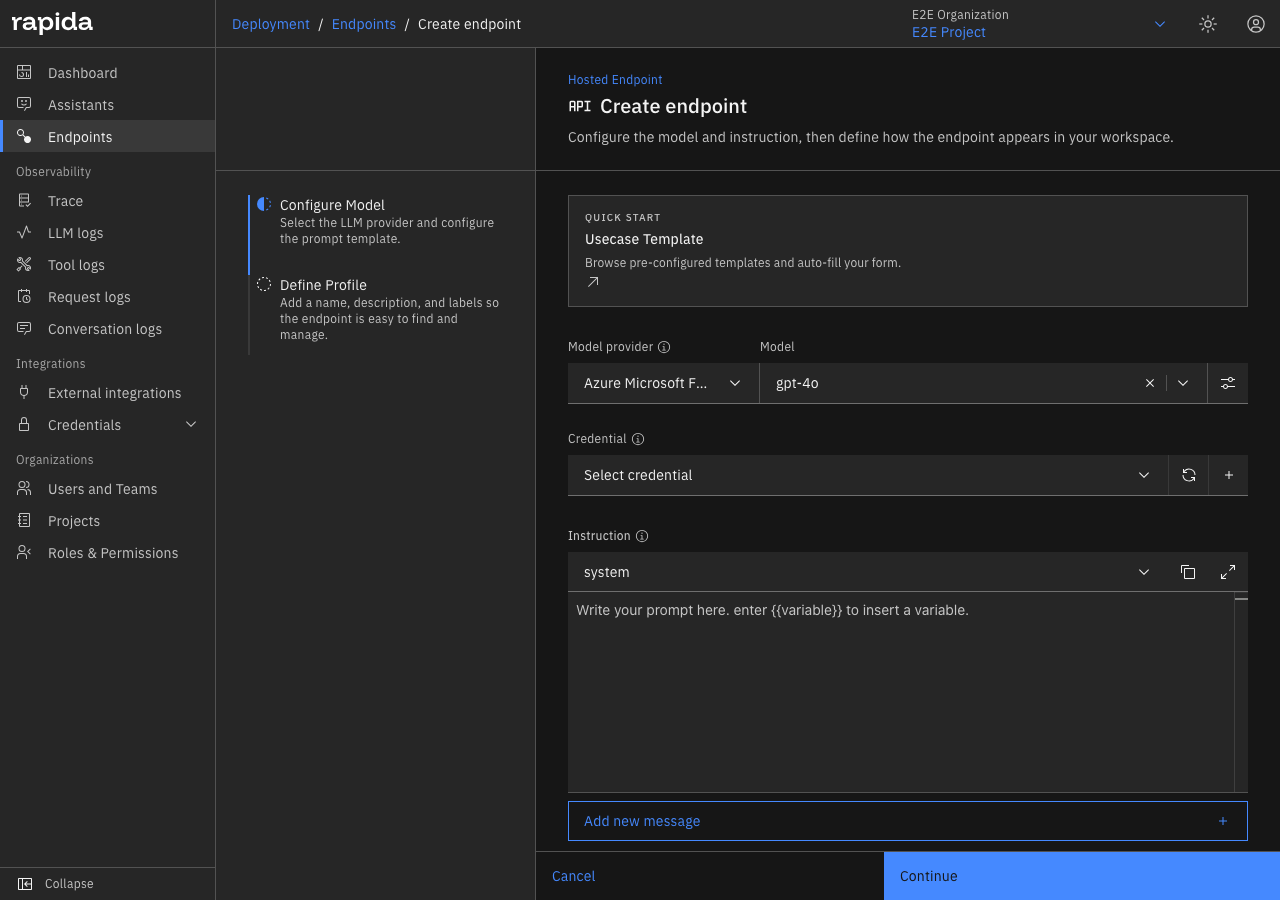 rapida
Deployment / Endpoints / Create endpoint
E2E Organization
E2E Project
Dashboard
Assistants
Endpoints
Observability
Trace
LLM logs
Tool logs
Request logs
Conversation logs
Integrations
External integrations
Credentials
Organizations
Users and Teams
Projects
Roles & Permissions
Collapse
Configure Model
Select the LLM provider and configure
the prompt template.
Define Profile
Add a name, description, and labels so
the endpoint is easy to find and
manage.
Hosted Endpoint
API Create endpoint
Configure the model and instruction, then define how the endpoint appears in your workspace.
QUICK START
Usecase Template
Browse pre-configured templates and auto-fill your form.
Model provider Model
Azure Microsoft F... gpt-4o
Credential
Select credential
Instruction
system
Write your prompt here. enter {{variable}} to insert a variable.
Add new message +
Cancel Continue